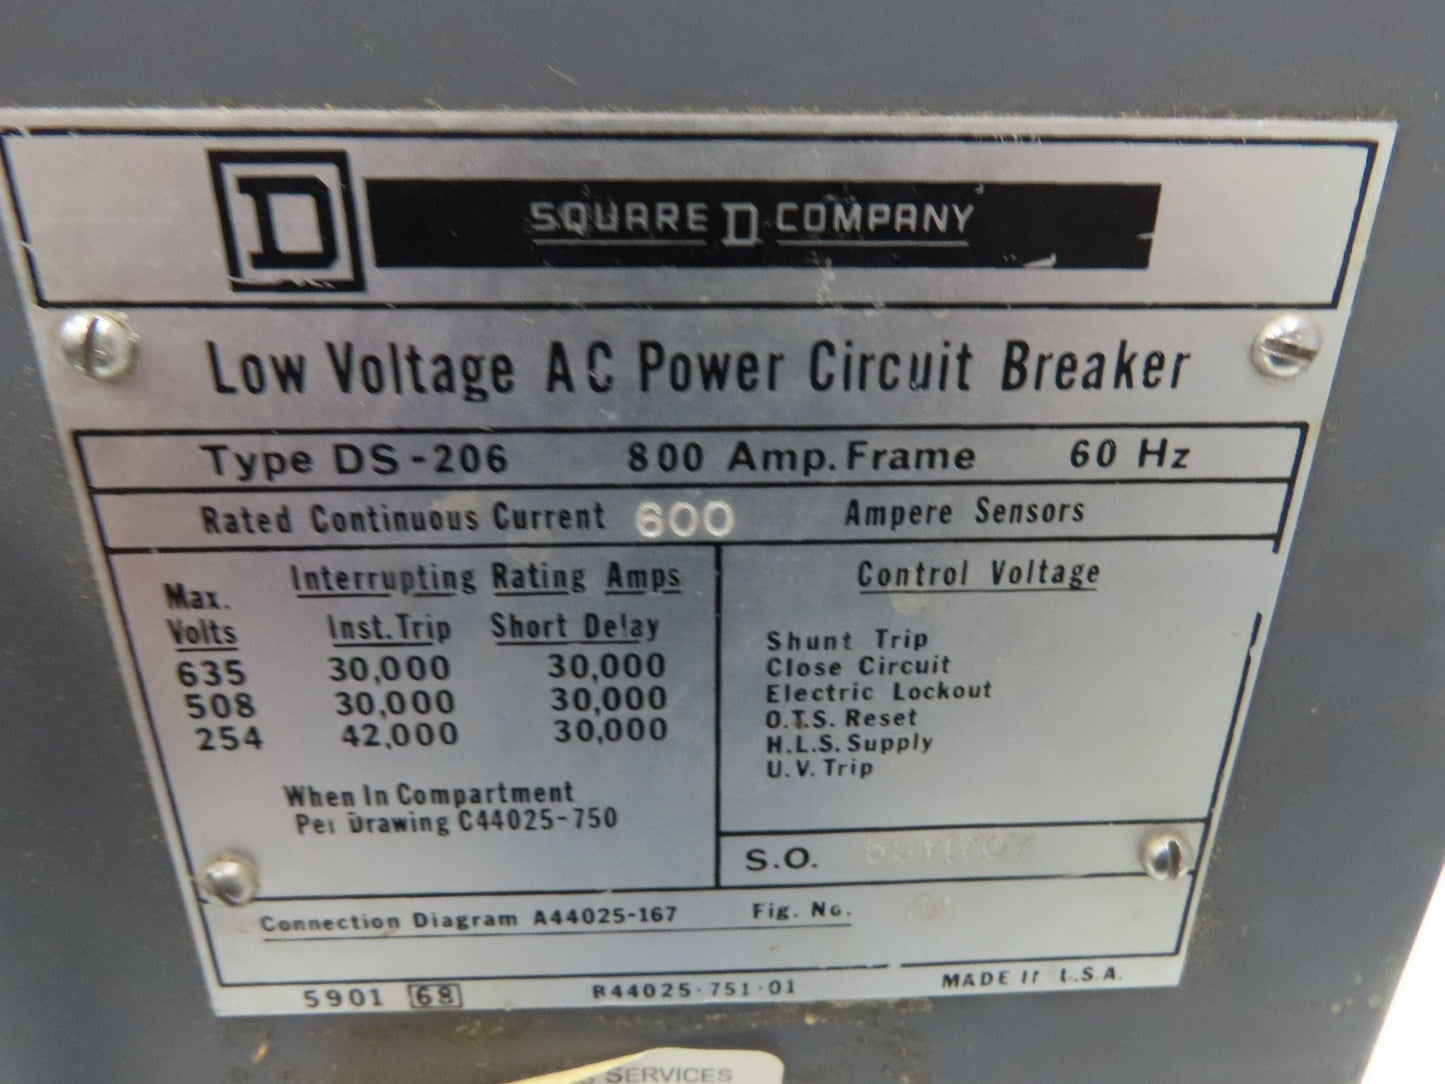 D SQUARE D COMPANY
Low Voltage AC Power Circuit Breaker
Type DS-206 800 Amp. Frame 60 Hz
Rated Continuous Current 600 Ampere Sensors
Interrupting Rating Amps
Max. Volts Inst. Trip Short Delay
635 30,000 30,000
508 30,000 30,000
254 42,000 30,000
When In Compartment
Per Drawing C44025-750
Control Voltage
Shunt Trip
Close Circuit
Electric Lockout
O.T.S. Reset
H.L.S. Supply
U.V. Trip
S.O.
Connection Diagram A44025-167 Fig. No.
5901 68 B44025-751-01 MADE IN U.S.A.
SERVICES